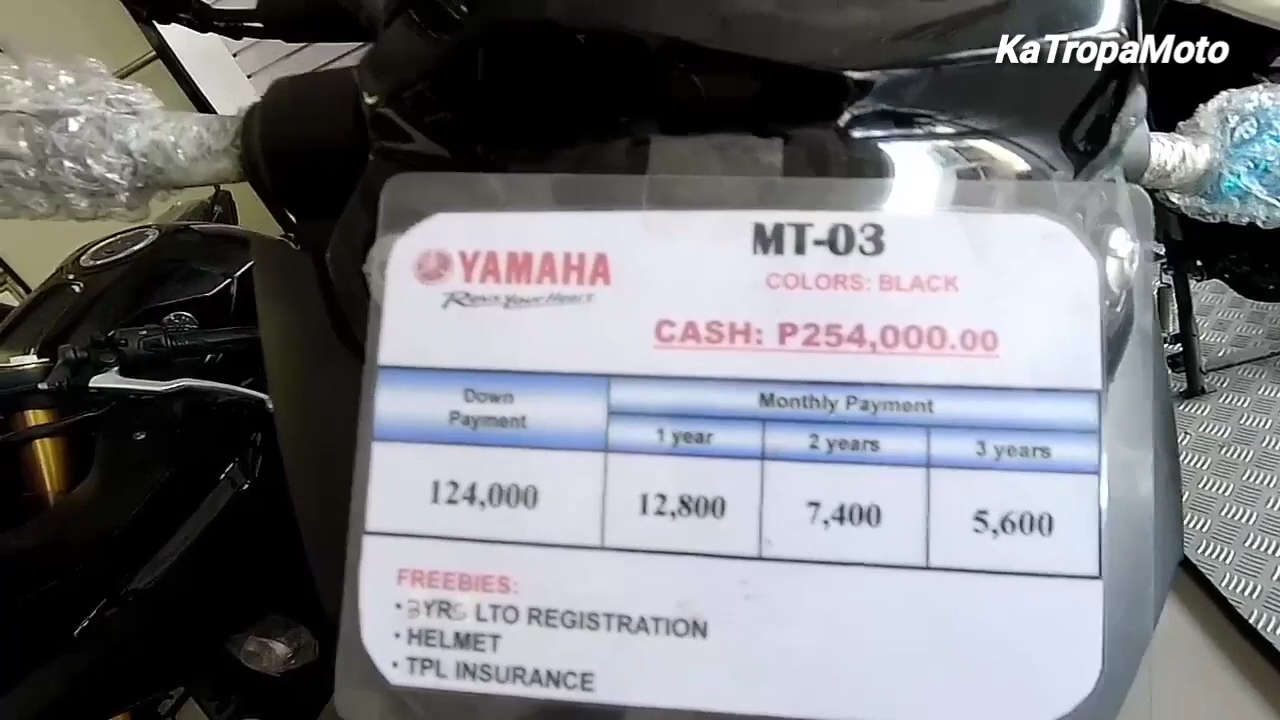 KaTropaMoto
MT-03
YAMAHA
Revs Your Heart
COLORS: BLACK
CASH: P254,000.00
Down Payment
Monthly Payment
1 year
2 years
3 years
124,000
12,800
7,400
5,600
FREEBIES:
• 3YRS LTO REGISTRATION
• HELMET
• TPL INSURANCE